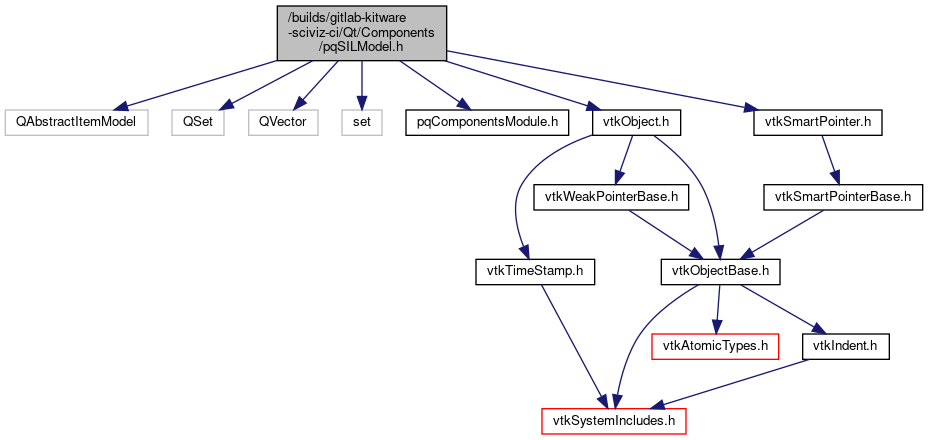 /builds/gitlab-kitware
-sciviz-ci/Qt/Components
/pqSILModel.h
QAbstractItemModel
QSet
QVector
set
pqComponentsModule.h
vtkObject.h
vtkSmartPointer.h
vtkWeakPointerBase.h
vtkSmartPointerBase.h
vtkTimeStamp.h
vtkObjectBase.h
vtkAtomicTypes.h
vtkIndent.h
vtkSystemIncludes.h